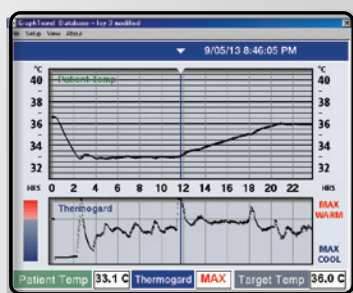 GraphTrend Database - Icy 3 modified
File Setup View About
9/05/13 8:46:05 PM
°C °C
40 Patient Temp 40
38 38
36 36
34 34
32 32
HRS 0 2 4 6 8 10 12 14 16 18 20 22 HRS
Thermogard MAX
WARM
MAX
COOL
Patient Temp 33.1 C Thermogard MAX Target Temp 36.0 C